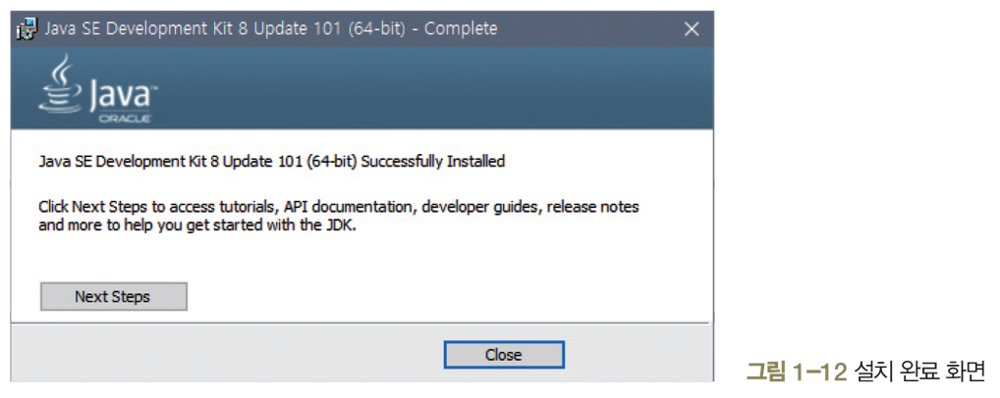 Java SE Development Kit 8 Update 101 (64-bit) - Complete
Java™
ORACLE
Java SE Development Kit 8 Update 101 (64-bit) Successfully Installed
Click Next Steps to access tutorials, API documentation, developer guides, release notes
and more to help you get started with the JDK.
Next Steps
Close
그림 1-12 설치 완료 화면